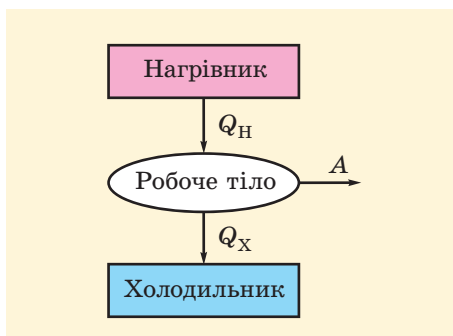 Нагрівник
Qн
Робоче тіло
A
Qх
Холодильник